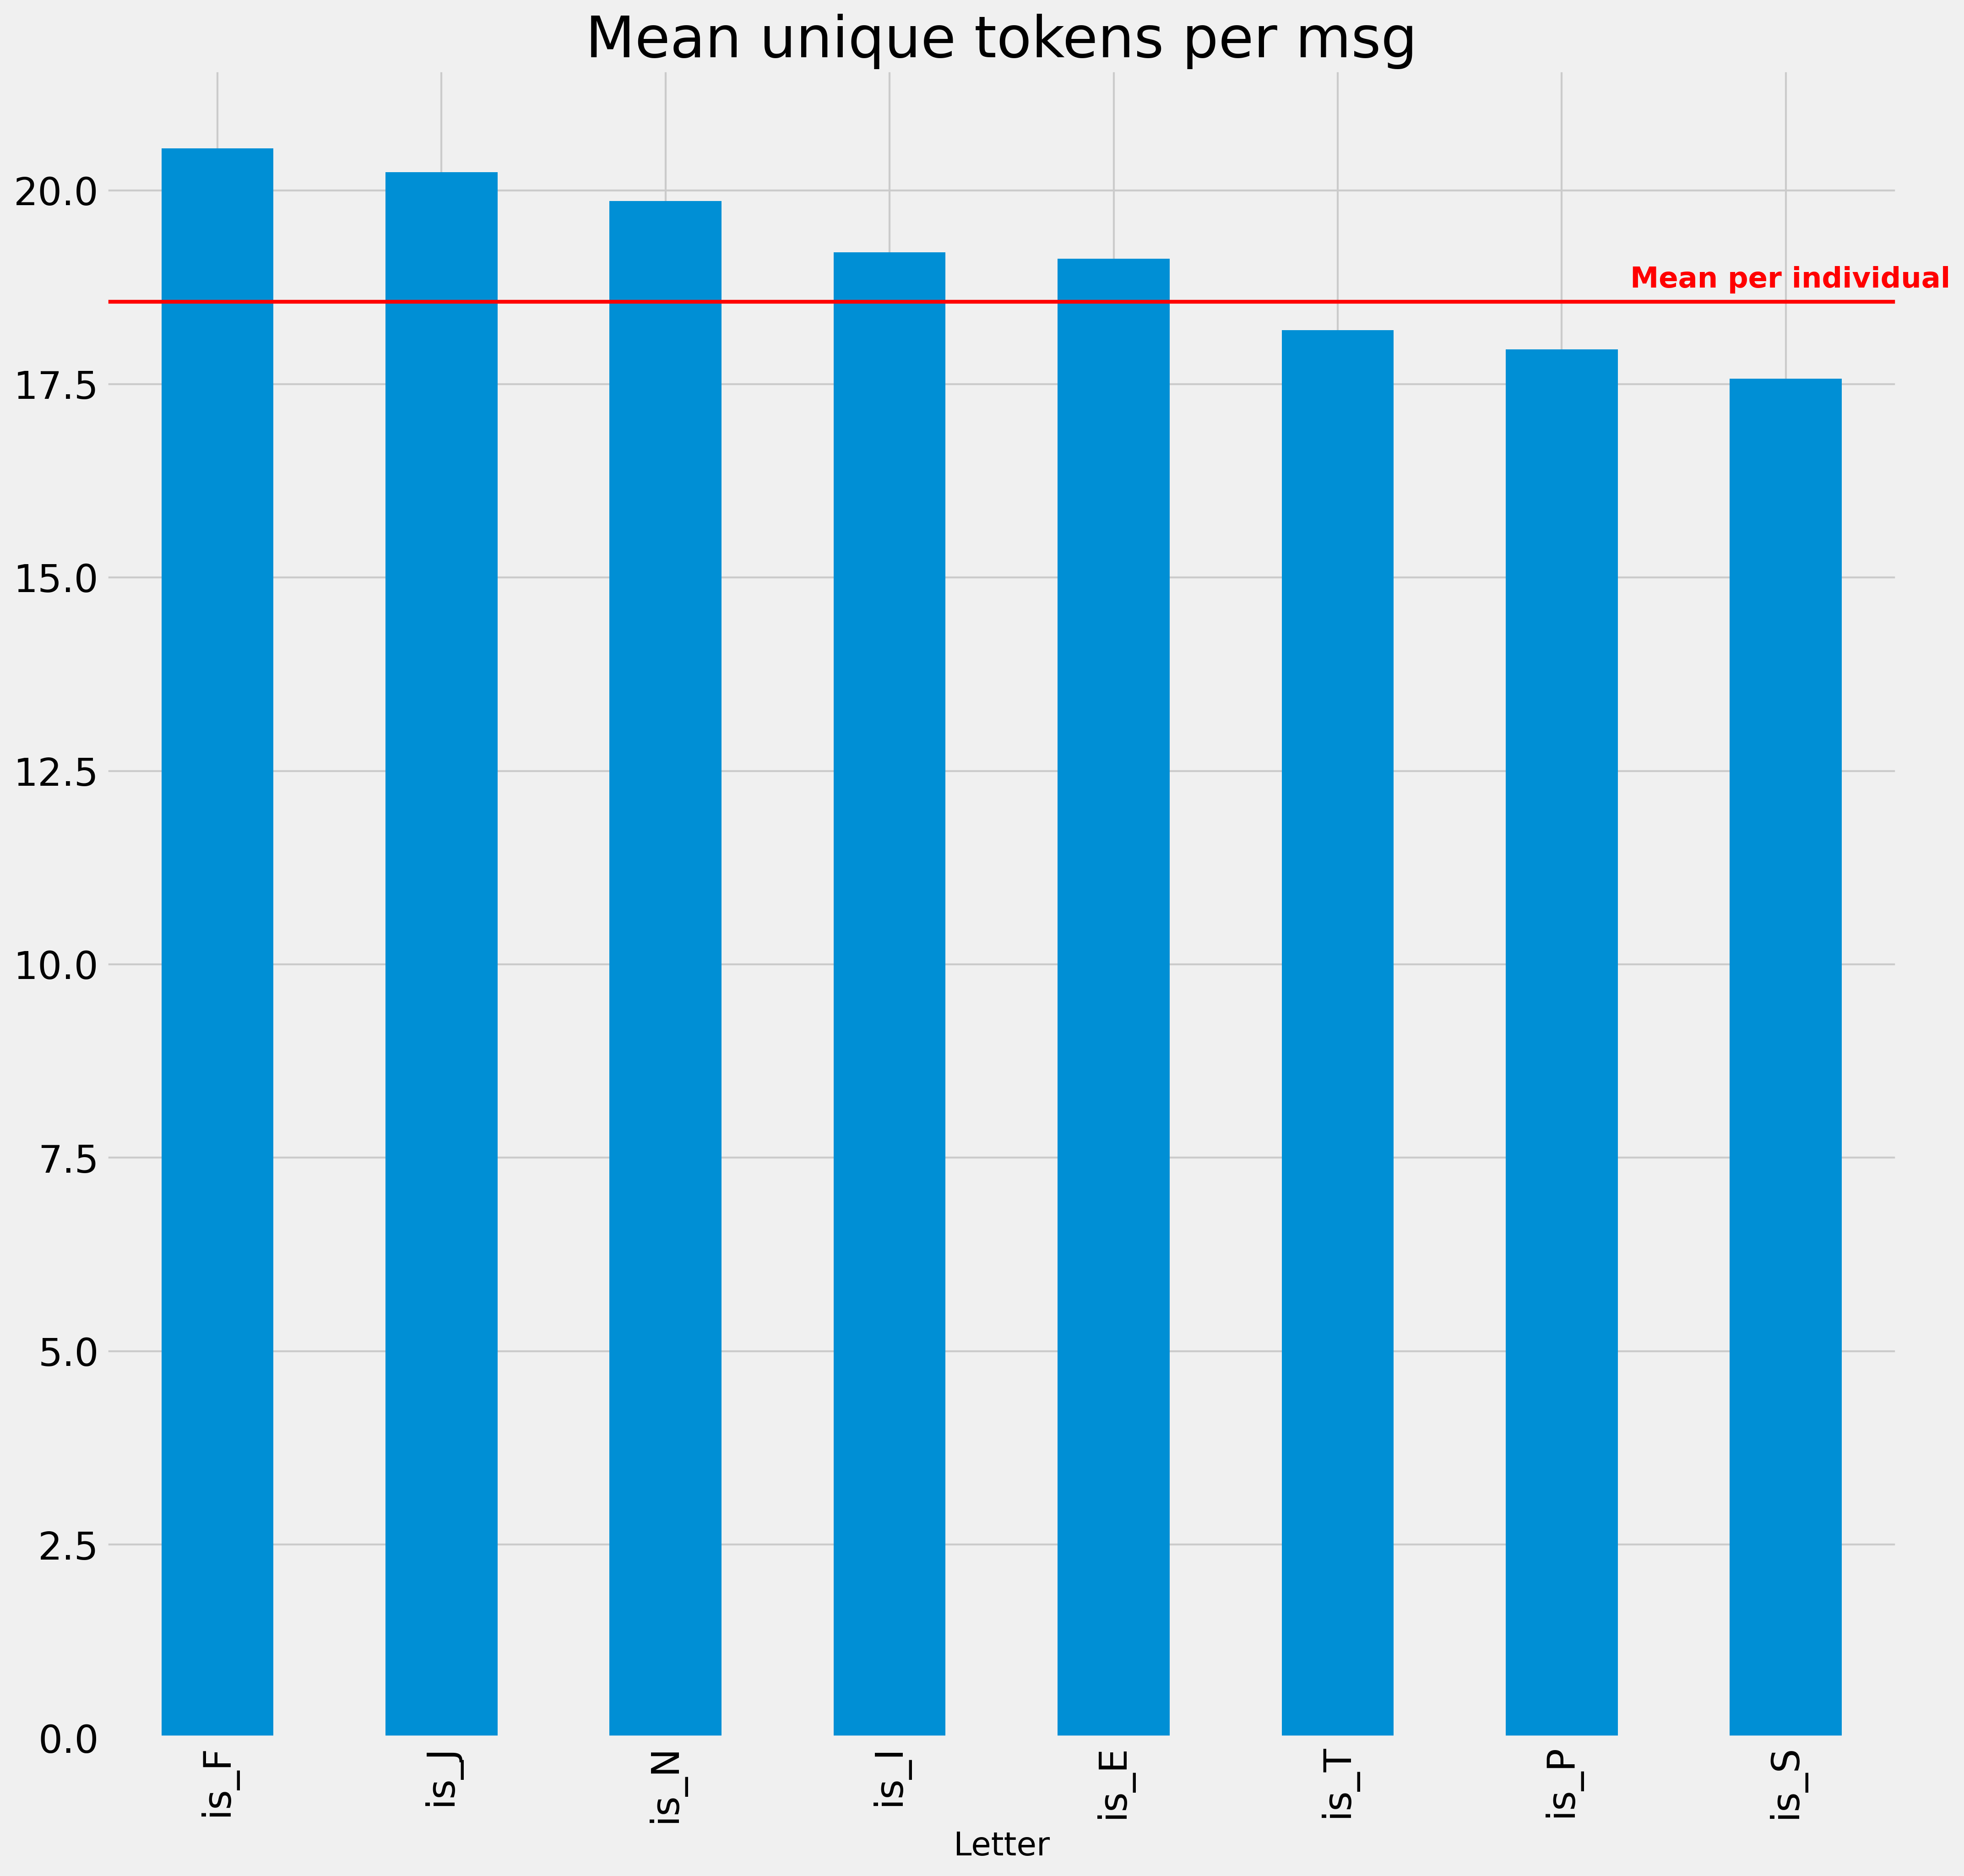 Mean unique tokens per msg
20.0
Mean per individual
17.5
15.0
12.5
10.0
7.5
5.0
2.5
0.0
is_F
is_J
is_N
is_I
is_E
is_T
is_P
is_S
Letter